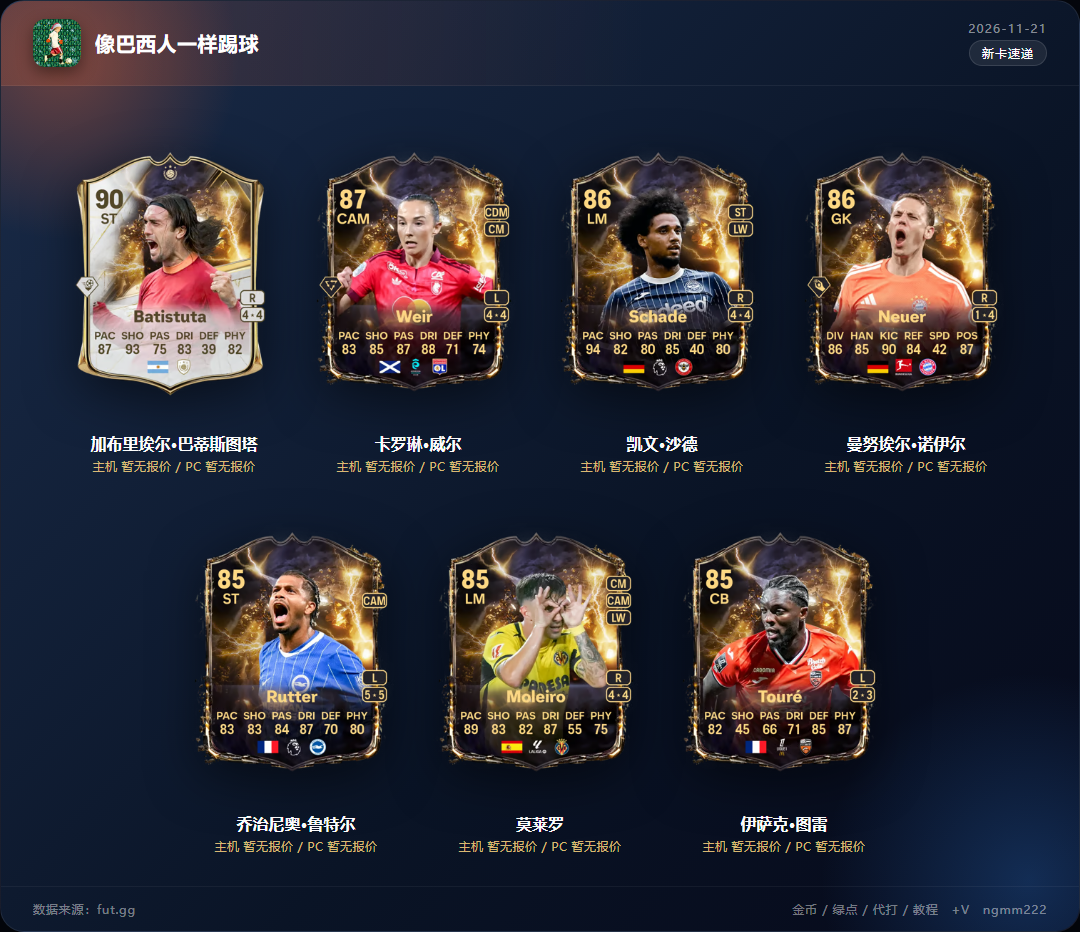 像巴西人一样踢球
2026-11-21
新卡速递
90
ST
R
4 • 4
Batistuta
PAC SHO PAS DRI DEF PHY
87 93 75 83 39 82
87
CAM
CDM
CM
L
4 • 4
Weir
PAC SHO PAS DRI DEF PHY
83 85 87 88 71 74
86
LM
ST
LW
R
4 • 4
Schade
PAC SHO PAS DRI DEF PHY
94 82 80 85 40 80
86
GK
R
1 • 4
Neuer
DIV HAN KIC REF SPD POS
86 85 90 84 42 87
加布里埃尔•巴蒂斯图塔
主机 暂无报价 / PC 暂无报价
卡罗琳•威尔
主机 暂无报价 / PC 暂无报价
凯文•沙德
主机 暂无报价 / PC 暂无报价
曼努埃尔•诺伊尔
主机 暂无报价 / PC 暂无报价
85
ST
CAM
L
5 • 5
Rutter
PAC SHO PAS DRI DEF PHY
83 83 84 87 70 80
85
LM
CM
CAM
LW
R
4 • 4
Moleiro
PAC SHO PAS DRI DEF PHY
89 83 82 87 55 75
85
CB
L
2 • 3
Touré
PAC SHO PAS DRI DEF PHY
82 45 66 71 85 87
乔治尼奥•鲁特尔
主机 暂无报价 / PC 暂无报价
莫莱罗
主机 暂无报价 / PC 暂无报价
伊萨克•图雷
主机 暂无报价 / PC 暂无报价
数据来源：fut.gg
金币 / 绿点 / 代打 / 教程 +V ngmm222